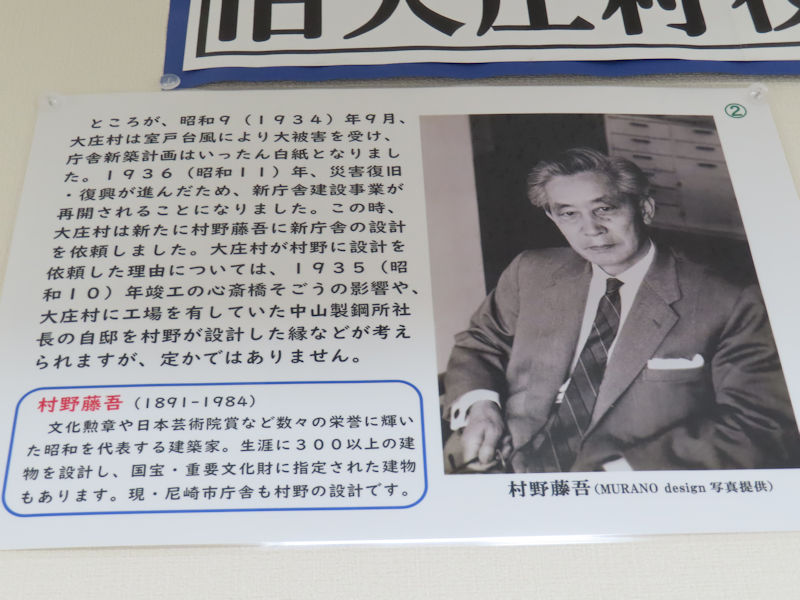 旧大庄村役
②
ところが、昭和９（１９３４）年９月、
大庄村は室戸台風により大被害を受け、
庁舎新築計画はいったん白紙となりまし
た。１９３６（昭和１１）年、災害復旧
・復興が進んだため、新庁舎建設事業が
再開されることになりました。この時、
大庄村は新たに村野藤吾に新庁舎の設計
を依頼しました。大庄村が村野に設計を
依頼した理由については、１９３５（昭
和１０）年竣工の心斎橋そごうの影響や、
大庄村に工場を有していた中山製鋼所社
長の自邸を村野が設計した縁などが考え
られますが、定かではありません。
村野藤吾（1891-1984）
文化勲章や日本芸術院賞など数々の栄誉に輝い
た昭和を代表する建築家。生涯に３００以上の建
物を設計し、国宝・重要文化財に指定された建物
もあります。現・尼崎市庁舎も村野の設計です。
村野藤吾（MURANO design 写真提供）